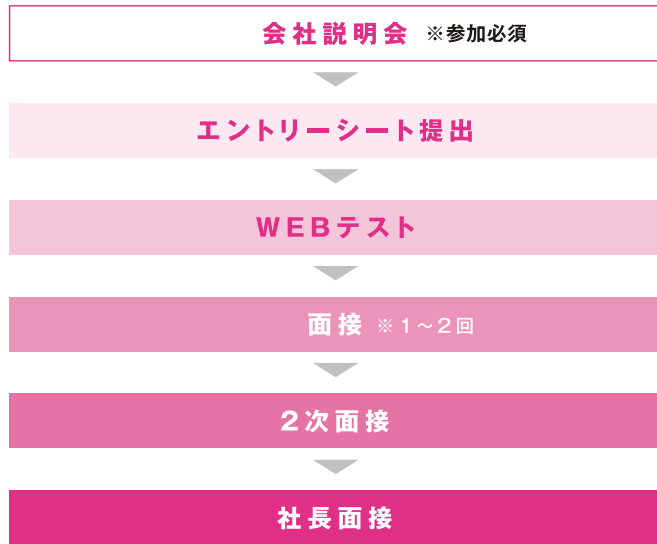 会社説明会 ※参加必須
エントリーシート提出
WEBテスト
面接 ※1～2回
2次面接
社長面接